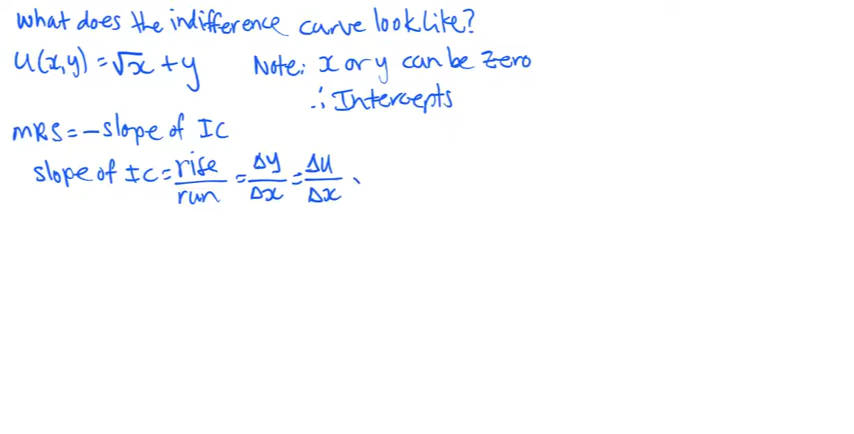 What does the indifference curve look like?
U(x,y) = √x + y Note: x or y can be zero
∴ Intercepts
MRS = - slope of IC
slope of IC = rise/run = Δy/Δx = Δu/Δx